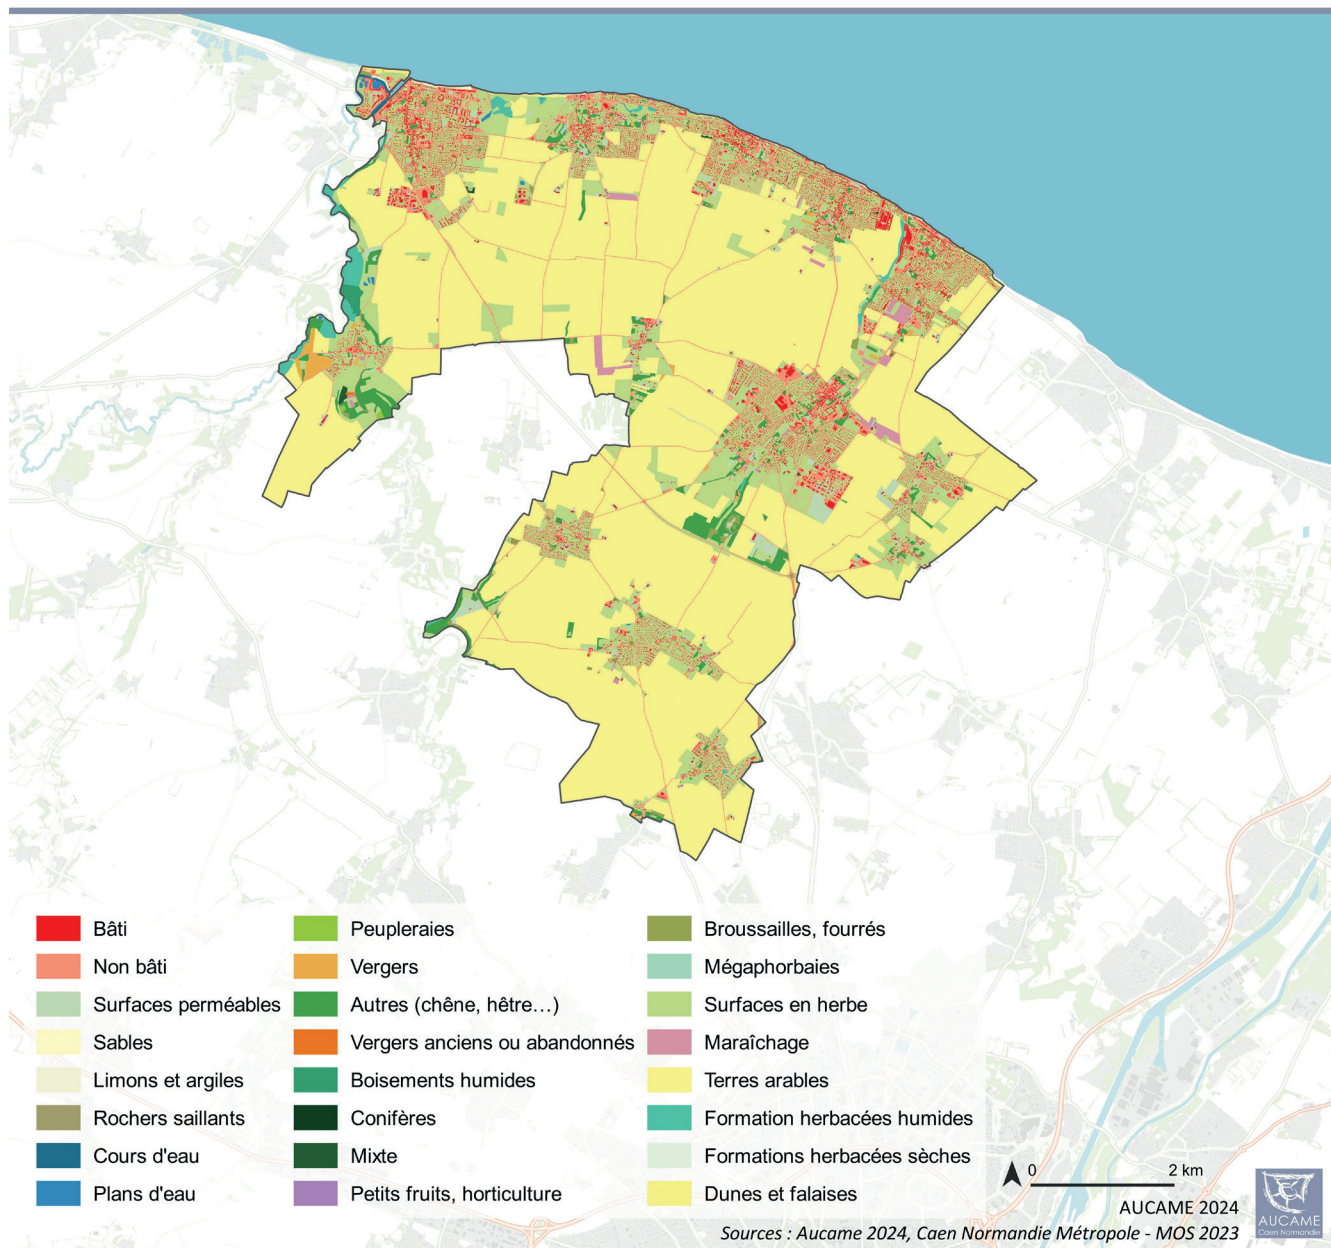 Bâti
Non bâti
Surfaces perméables
Sables
Limons et argiles
Rochers saillants
Cours d'eau
Plans d'eau
Peupleraies
Vergers
Autres (chêne, hêtre…)
Vergers anciens ou abandonnés
Boisements humides
Conifères
Mixte
Petits fruits, horticulture
Broussailles, fourrés
Mégaphorbaies
Surfaces en herbe
Maraîchage
Terres arables
Formation herbacées humides
Formations herbacées sèches
Dunes et falaises
0 2 km
AUCAME 2024
Sources : Aucame 2024, Caen Normandie Métropole - MOS 2023
AUCAME
Caen Normandie